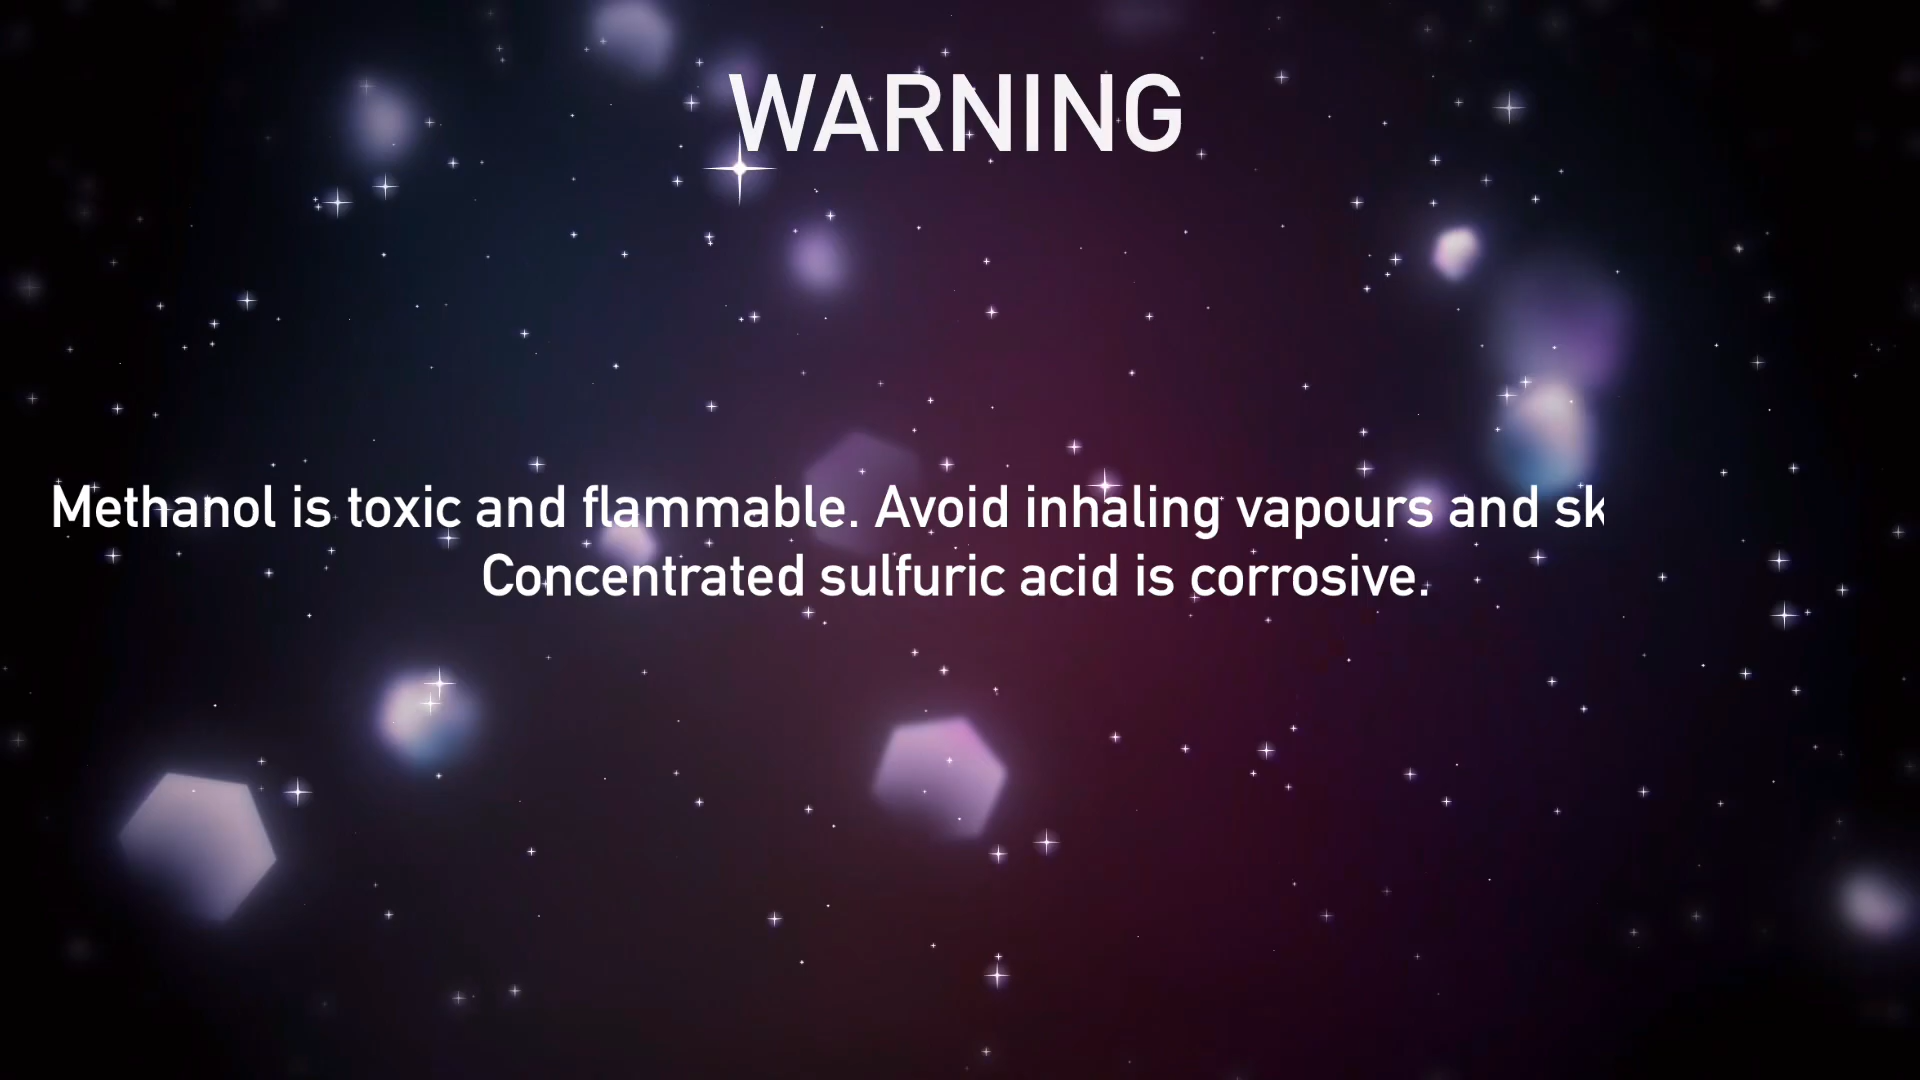 WARNING
Methanol is toxic and flammable. Avoid inhaling vapours and sk
Concentrated sulfuric acid is corrosive.